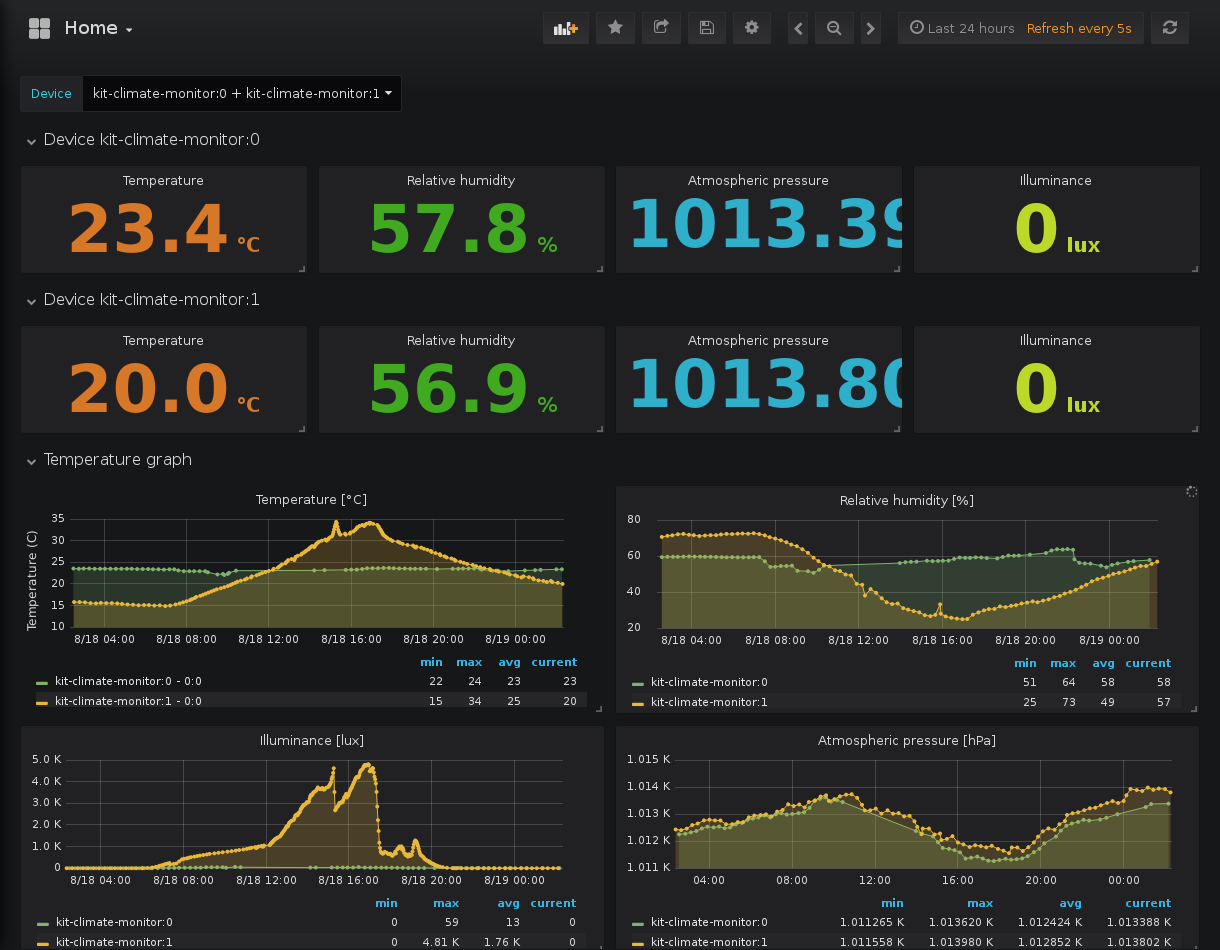 Home
Last 24 hours Refresh every 5s
Device kit-climate-monitor:0 + kit-climate-monitor:1
Device kit-climate-monitor:0
Temperature Relative humidity Atmospheric pressure Illuminance
23.4 °C 57.8 % 1013.39 0 lux
Device kit-climate-monitor:1
Temperature Relative humidity Atmospheric pressure Illuminance
20.0 °C 56.9 % 1013.80 0 lux
Temperature graph
Temperature [°C]
Temperature (C)
35
30
25
20
15
10
8/18 04:00 8/18 08:00 8/18 12:00 8/18 16:00 8/18 20:00 8/19 00:00
min max avg current
kit-climate-monitor:0 - 0:0 22 24 23 23
kit-climate-monitor:1 - 0:0 15 34 25 20
Relative humidity [%]
80
60
40
20
8/18 04:00 8/18 08:00 8/18 12:00 8/18 16:00 8/18 20:00 8/19 00:00
min max avg current
kit-climate-monitor:0 51 64 58 58
kit-climate-monitor:1 25 73 49 57
Illuminance [lux]
5.0 K
4.0 K
3.0 K
2.0 K
1.0 K
0
8/18 04:00 8/18 08:00 8/18 12:00 8/18 16:00 8/18 20:00 8/19 00:00
min max avg current
kit-climate-monitor:0 0 59 13 0
kit-climate-monitor:1 0 4.81 K 1.76 K 0
Atmospheric pressure [hPa]
1.015 K
1.014 K
1.013 K
1.012 K
1.011 K
04:00 08:00 12:00 16:00 20:00 00:00
min max avg current
kit-climate-monitor:0 1.011265 K 1.013620 K 1.012424 K 1.013388 K
kit-climate-monitor:1 1.011558 K 1.013980 K 1.012852 K 1.013802 K